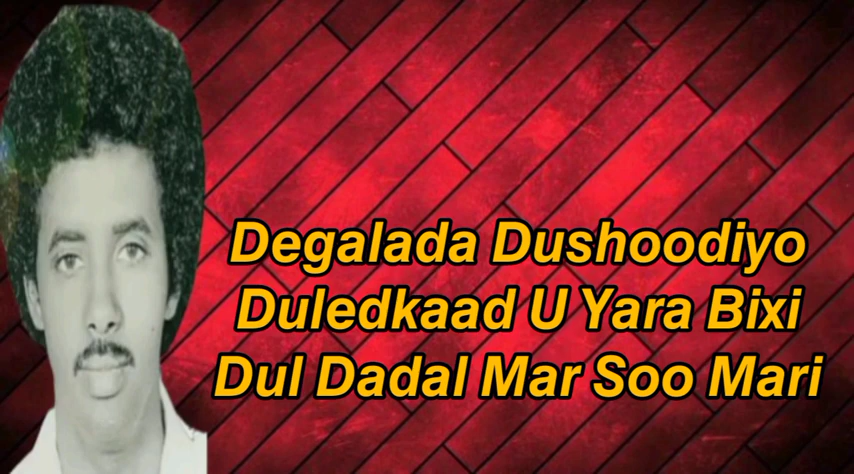 Degalada Dushoodiyo
Duledkaad U Yara Bixi
Dul Dadal Mar Soo Mari